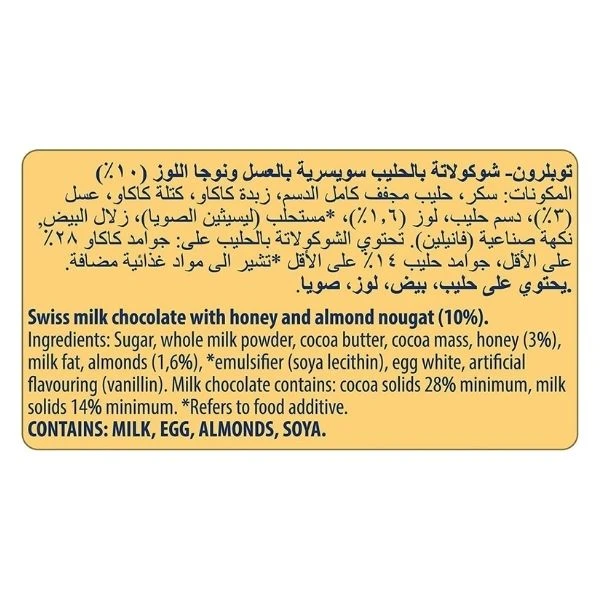 توبلرون- شوكولاتة بالحليب سويسرية بالعسل ونوجا اللوز (١٠٪)
المكونات: سكر، حليب مجفف كامل الدسم، زبدة كاكاو، كتلة كاكاو، عسل
(٣٪)، دسم حليب، لوز (١,٦٪)، *مستحلب (ليسيثين الصويا)، زلال البيض,
نكهة صناعية (فانيلين). تحتوي الشوكولاتة بالحليب على: جوامد كاكاو ٢٨٪
على الأقل، جوامد حليب ١٤٪ على الأقل *تشير الى مواد غذائية مضافة.
يحتوي على حليب، بيض، لوز، صويا.
Swiss milk chocolate with honey and almond nougat (10%).
Ingredients: Sugar, whole milk powder, cocoa butter, cocoa mass, honey (3%),
milk fat, almonds (1,6%), *emulsifier (soya lecithin), egg white, artificial
flavouring (vanillin). Milk chocolate contains: cocoa solids 28% minimum, milk
solids 14% minimum. *Refers to food additive.
CONTAINS: MILK, EGG, ALMONDS, SOYA.